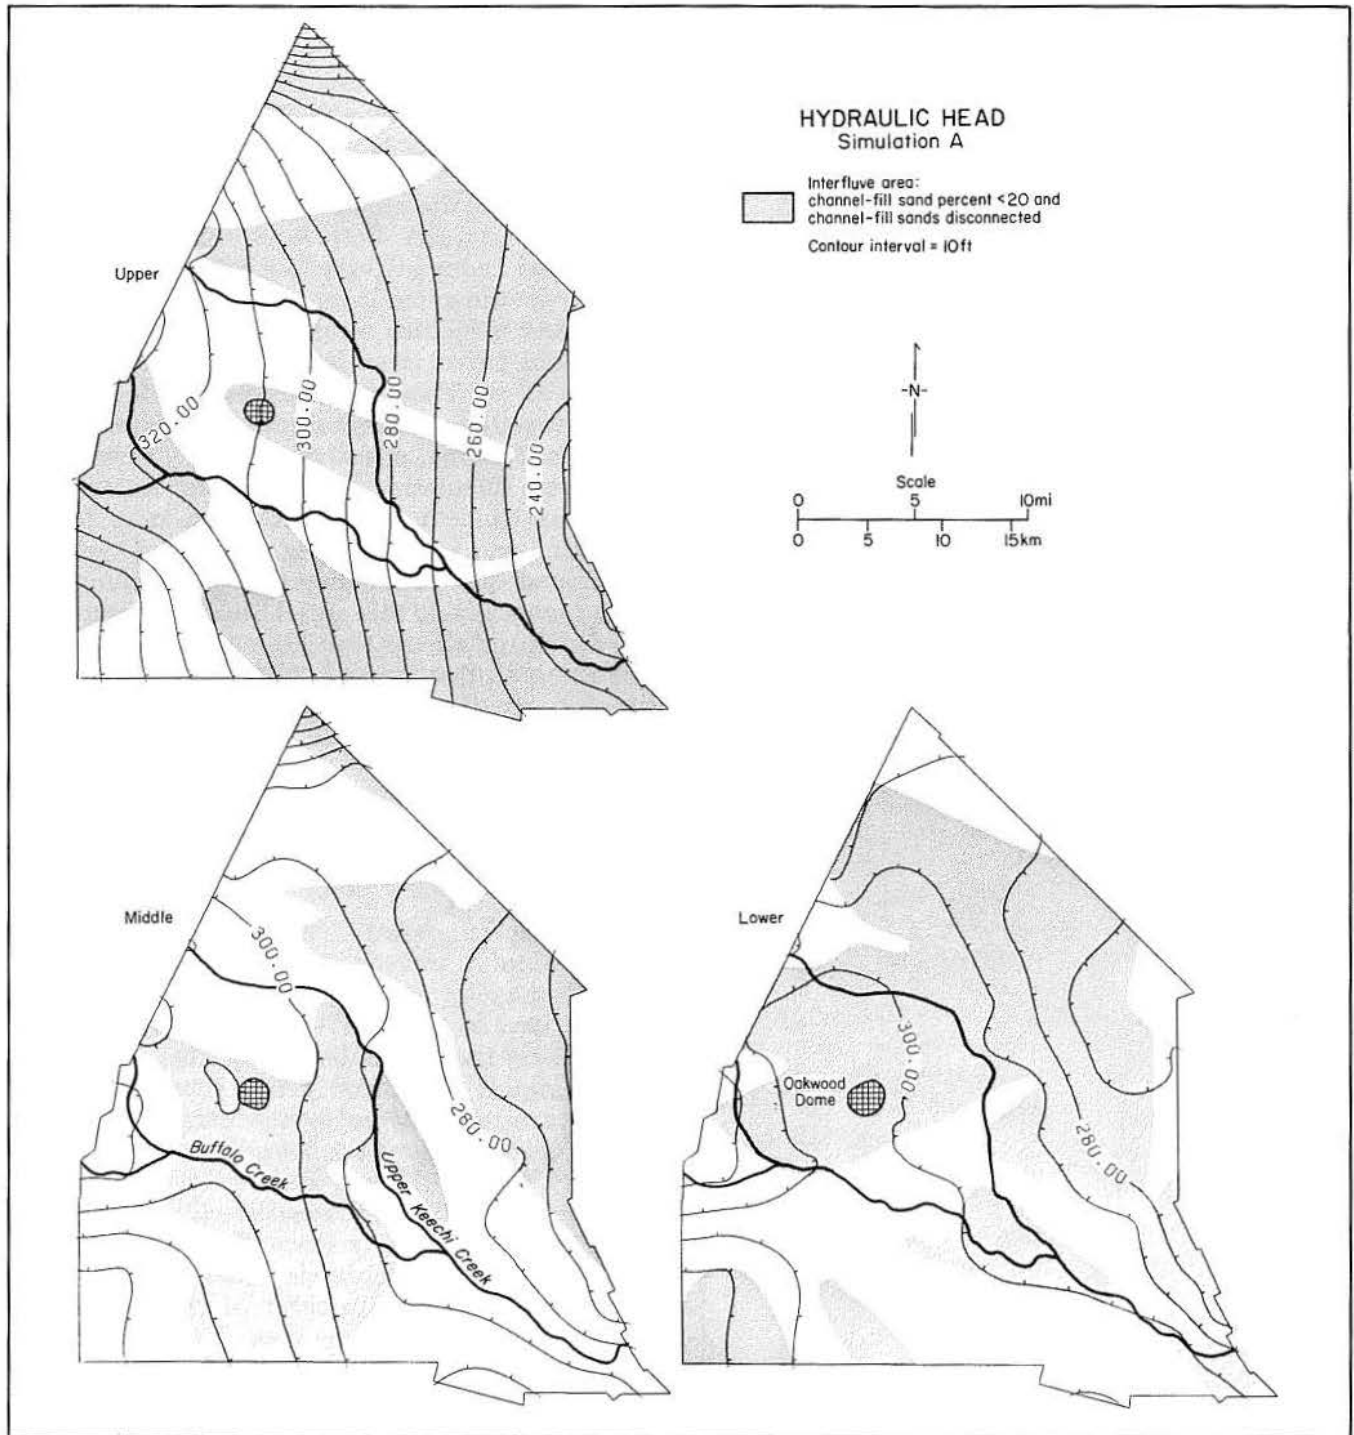 HYDRAULIC HEAD
Simulation A
Interfluve area:
channel-fill sand percent <20 and
channel-fill sands disconnected
Contour interval = 10ft
Upper
320.00
300.00
280.00
260.00
240.00
-N-
Scale
0 5 10mi
0 5 10 15km
Middle
300.00
280.00
Buffalo Creek
Upper Keechi Creek
Lower
300.00
Oakwood
Dome
280.00